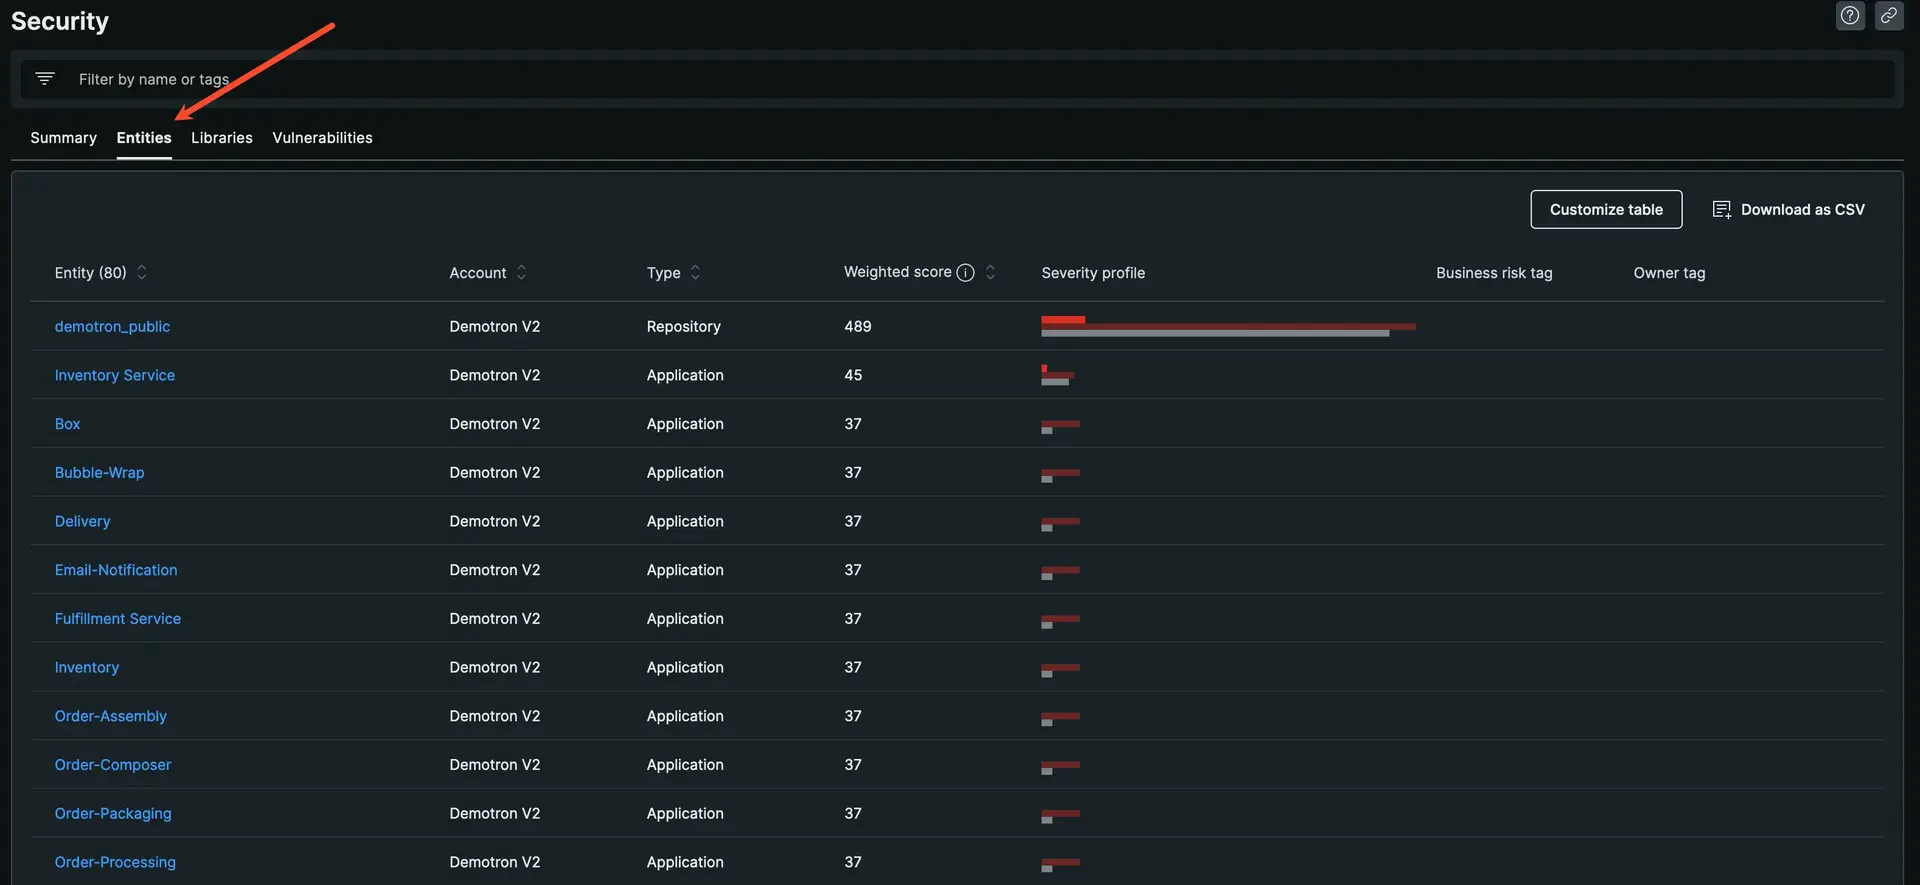 Security
Filter by name or tags
Summary Entities Libraries Vulnerabilities
Customize table Download as CSV
Entity (80) Account Type Weighted score Severity profile Business risk tag Owner tag
demotron_public Demotron V2 Repository 489
Inventory Service Demotron V2 Application 45
Box Demotron V2 Application 37
Bubble-Wrap Demotron V2 Application 37
Delivery Demotron V2 Application 37
Email-Notification Demotron V2 Application 37
Fulfillment Service Demotron V2 Application 37
Inventory Demotron V2 Application 37
Order-Assembly Demotron V2 Application 37
Order-Composer Demotron V2 Application 37
Order-Packaging Demotron V2 Application 37
Order-Processing Demotron V2 Application 37